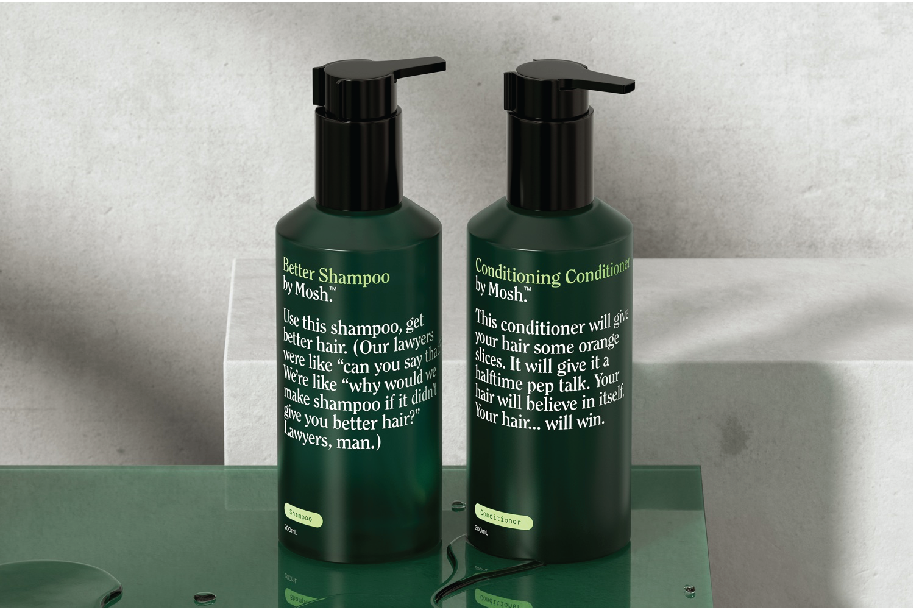 Better Shampoo
by Mosh.™
Use this shampoo, get
better hair. (Our lawyers
were like “can you say tha
We’re like “why would we
make shampoo if it didn’t
give you better hair?”
Lawyers, man.)
Shampoo
Conditioning Conditioner
by Mosh.™
This conditioner will give
your hair some orange
slices. It will give it a
halftime pep talk. Your
hair will believe in itself.
Your hair... will win.
Conditioner